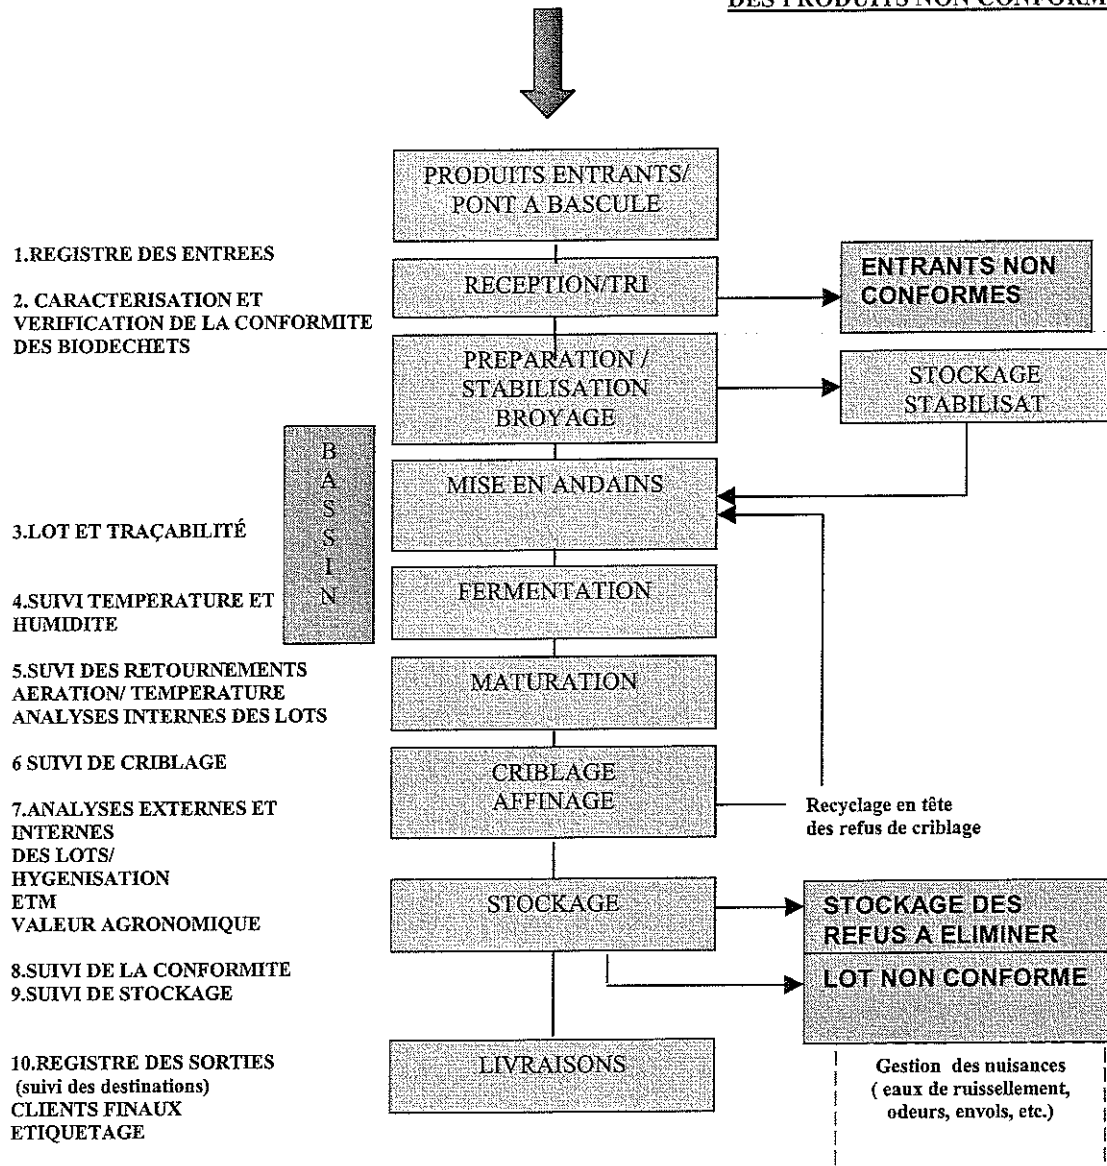 DES PRODUITS NON CONFORM
PRODUITS ENTRANTS/
PONT A BASCULE
1.REGISTRE DES ENTREES
2. CARACTERISATION ET
VERIFICATION DE LA CONFORMITE
DES BIODECHETS
RECEPTION/TRI
ENTRANTS NON
CONFORMES
PREPARATION /
STABILISATION
BROYAGE
STOCKAGE
STABILISAT
BASSIN
MISE EN ANDAINS
3.LOT ET TRAÇABILITÉ
4.SUIVI TEMPERATURE ET
HUMIDITE
FERMENTATION
5.SUVI DES RETOURNEMENTS
AERATION/ TEMPERATURE
ANALYSES INTERNES DES LOTS
MATURATION
6 SUIVI DE CRIBLAGE
CRIBLAGE
AFFINAGE
Recyclage en tête
des refus de criblage
7.ANALYSES EXTERNES ET
INTERNES
DES LOTS/
HYGENISATION
ETM
VALEUR AGRONOMIQUE
STOCKAGE
STOCKAGE DES
REFUS A ELIMINER
LOT NON CONFORME
8.SUIVI DE LA CONFORMITE
9.SUIVI DE STOCKAGE
10.REGISTRE DES SORTIES
(suivi des destinations)
CLIENTS FINAUX
ETIQUETAGE
LIVRAISONS
Gestion des nuisances
( eaux de ruissellement,
odeurs, envols, etc.)